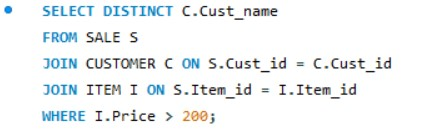 SELECT DISTINCT C.Cust_name
FROM SALE S
JOIN CUSTOMER C ON S.Cust_id = C.Cust_id
JOIN ITEM I ON S.Item_id = I.Item_id
WHERE I.Price > 200;